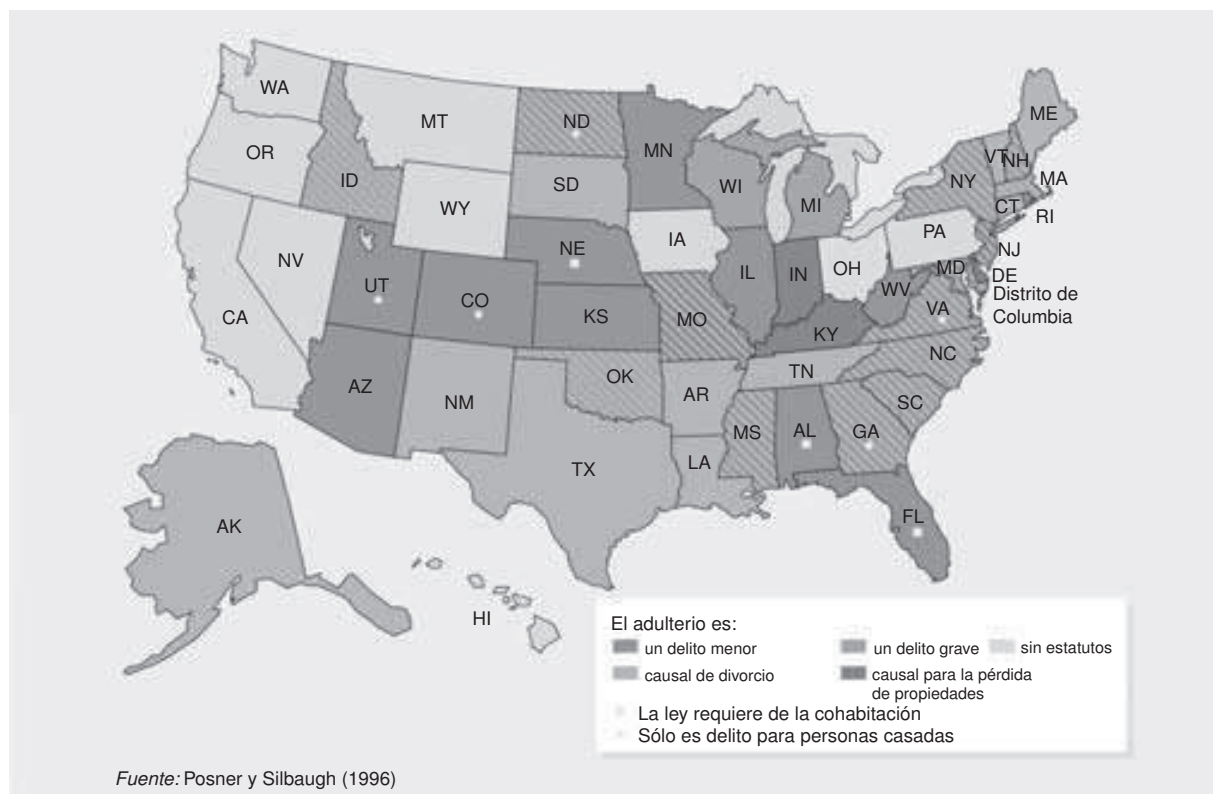 WA
MT
ND
MN
OR
ID
SD
WI
MI
NY
VT
NH
ME
MA
CT
RI
WY
IA
PA
NJ
NE
NV
UT
CO
IL
IN
OH
MD
DE
WV
Distrito de
Columbia
CA
KS
MO
KY
VA
AZ
NM
OK
AR
TN
NC
SC
MS
AL
GA
LA
TX
FL
AK
HI
El adulterio es:
un delito menor
un delito grave
sin estatutos
causal de divorcio
causal para la pérdida
de propiedades
La ley requiere de la cohabitación
Sólo es delito para personas casadas
Fuente: Posner y Silbaugh (1996)